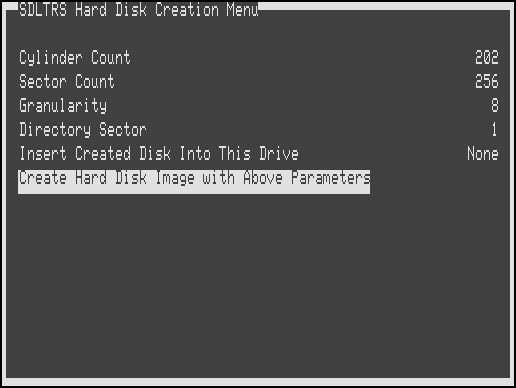 SDLTRS Hard Disk Creation Menu
Cylinder Count 202
Sector Count 256
Granularity 8
Directory Sector 1
Insert Created Disk Into This Drive None
Create Hard Disk Image with Above Parameters